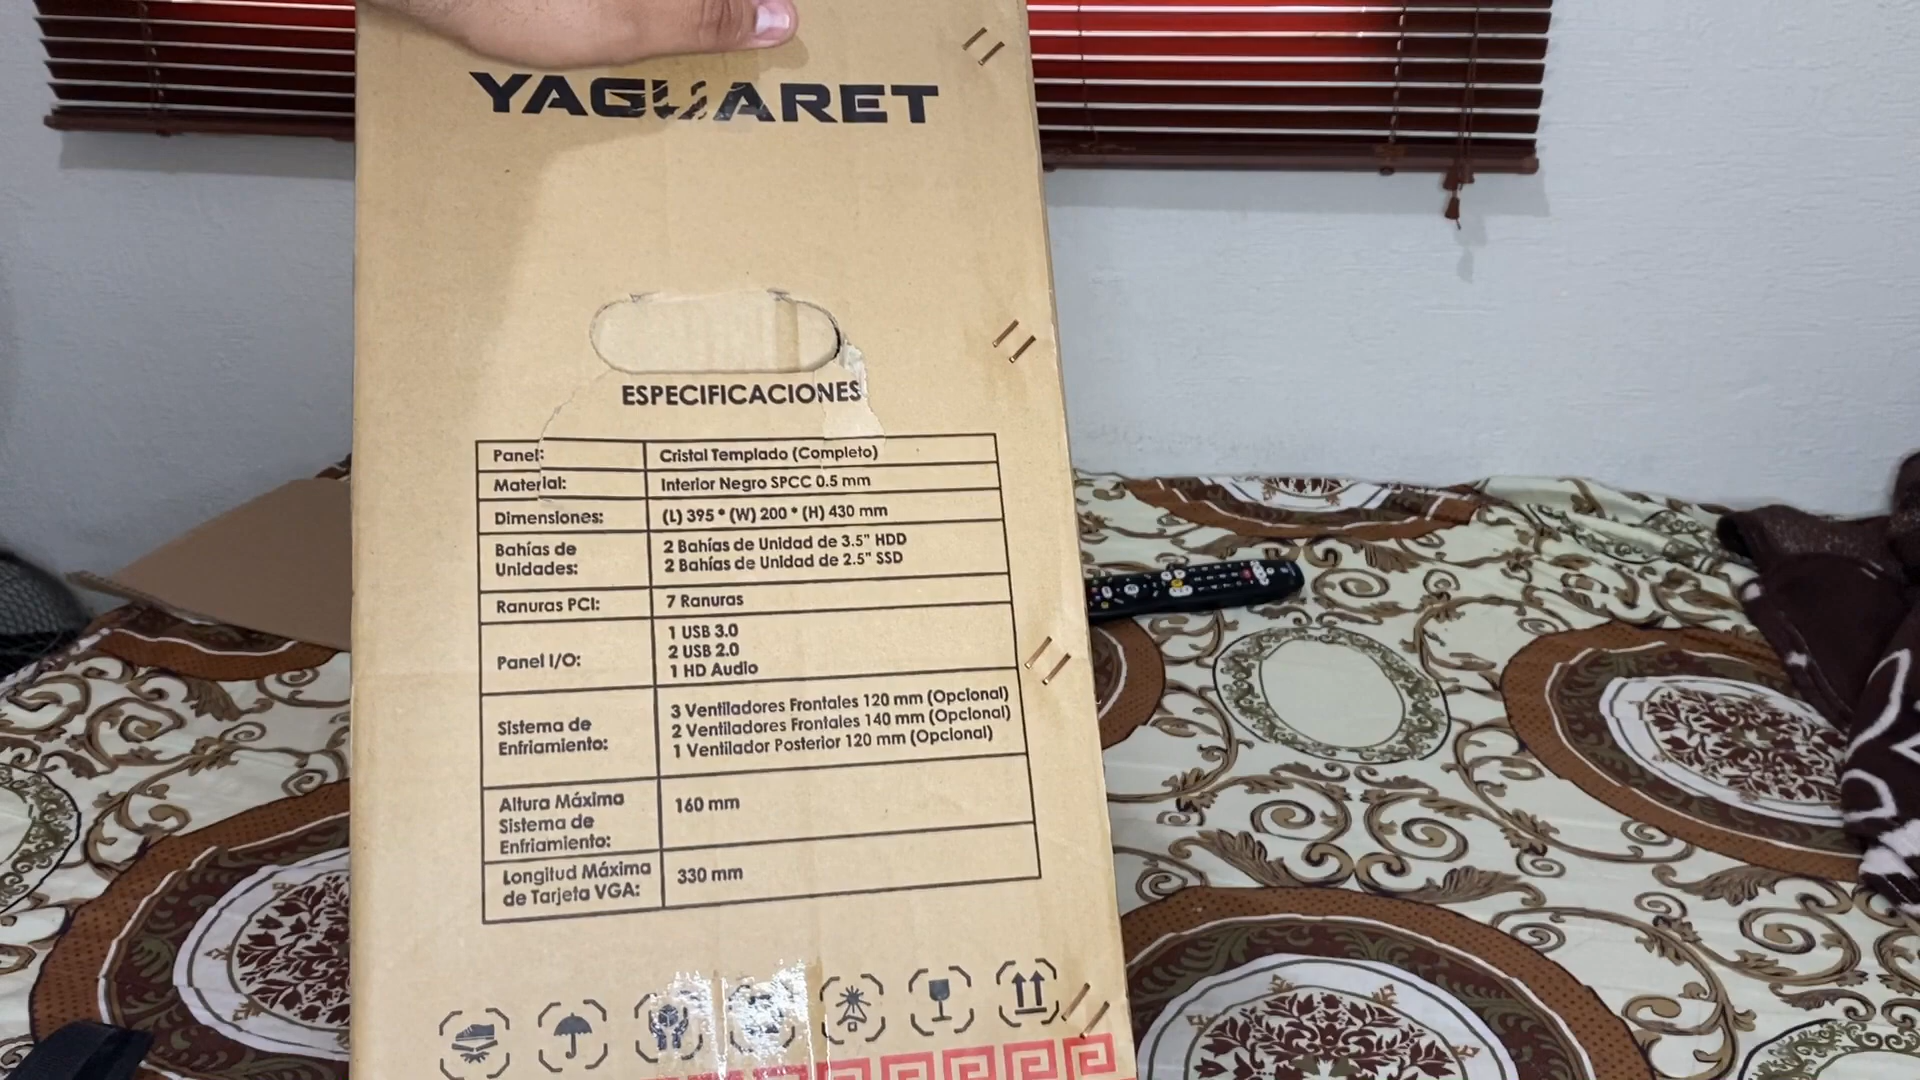 YAGUARET
ESPECIFICACIONES
Panel: Cristal Templado (Completo)
Material: Interior Negro SPCC 0.5 mm
Dimensiones: (L) 395 * (W) 200 * (H) 430 mm
Bahías de Unidades: 2 Bahías de Unidad de 3.5" HDD
2 Bahías de Unidad de 2.5" SSD
Ranuras PCI: 7 Ranuras
Panel I/O: 1 USB 3.0
2 USB 2.0
1 HD Audio
Sistema de Enfriamiento: 3 Ventiladores Frontales 120 mm (Opcional)
2 Ventiladores Frontales 140 mm (Opcional)
1 Ventilador Posterior 120 mm (Opcional)
Altura Máxima Sistema de Enfriamiento: 160 mm
Longitud Máxima de Tarjeta VGA: 330 mm